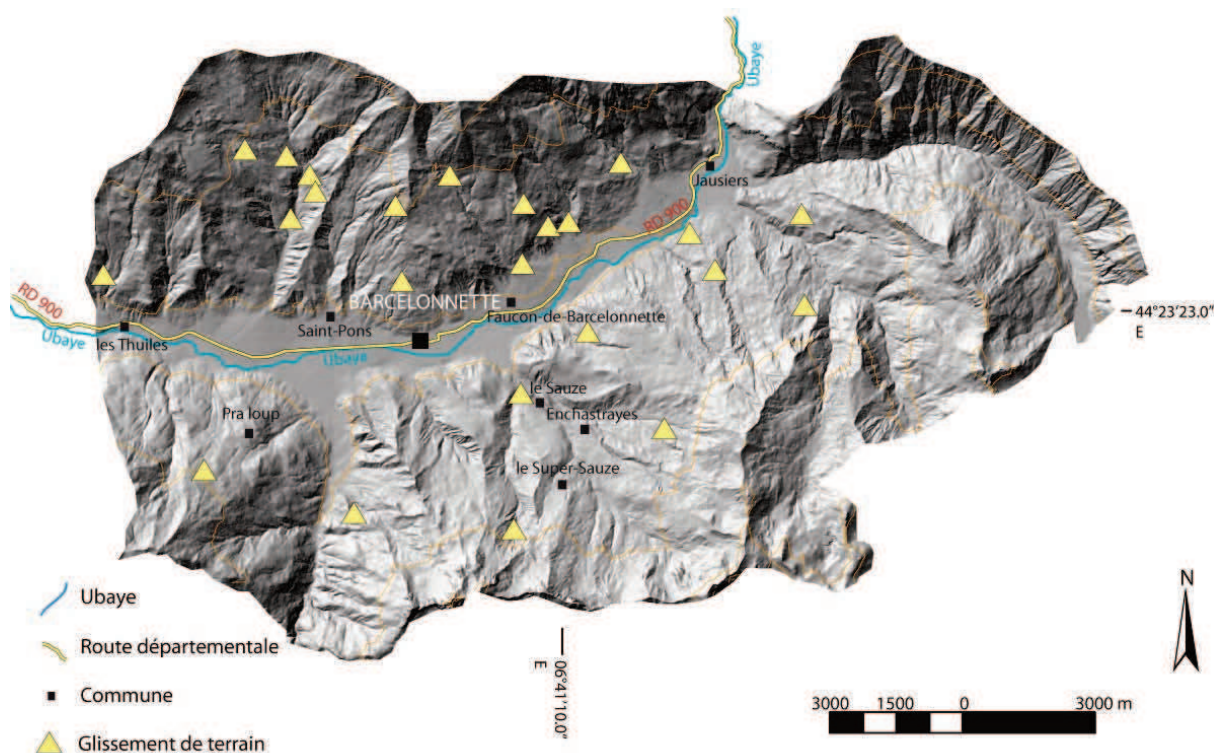 Ubaye
Jausiers
RD 900
BARCELONNETTE
RD 900
Saint-Pons
Faucon-de-Barcelonnette
44°23'23.0"
E
Ubaye
les Thuiles
Ubaye
le Sauze
Pra loup
Enchastrayes
le Super-Sauze
N
Ubaye
06°41'10.0"
E
Route départementale
Commune
3000 1500 0 3000 m
Glissement de terrain